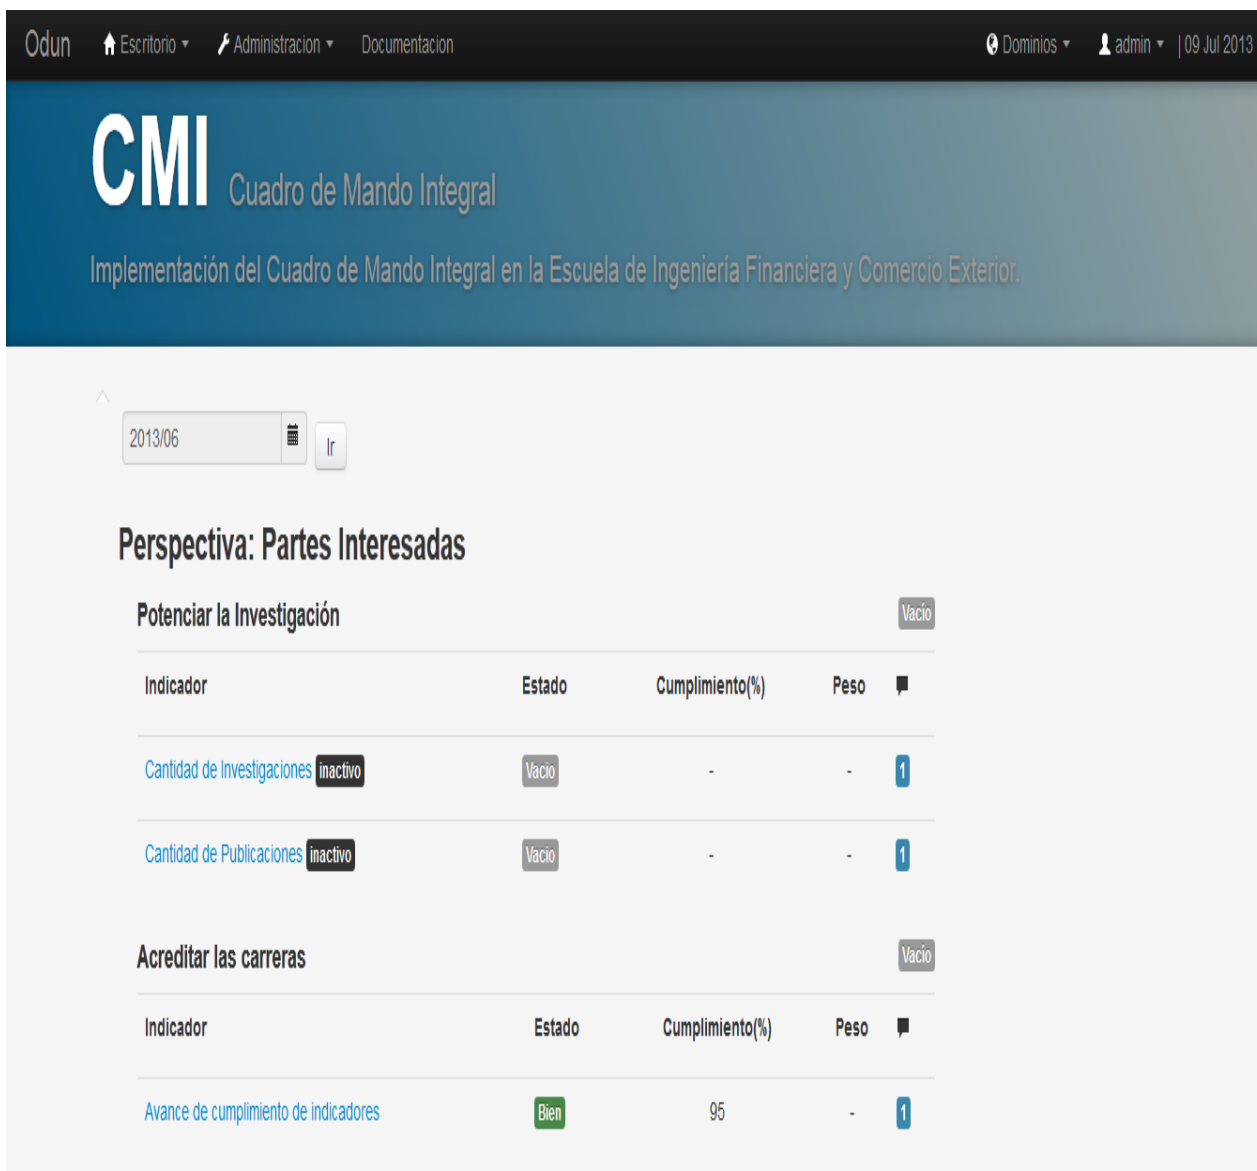 Odun Escritorio Administracion Documentacion Dominios admin | 09 Jul 2013
CMI Cuadro de Mando Integral
Implementación del Cuadro de Mando Integral en la Escuela de Ingeniería Financiera y Comercio Exterior.
2013/06 Ir
Perspectiva: Partes Interesadas
Potenciar la Investigación Vacío
Indicador Estado Cumplimiento(%) Peso
Cantidad de Investigaciones inactivo Vacio - - 1
Cantidad de Publicaciones inactivo Vacio - - 1
Acreditar las carreras Vacío
Indicador Estado Cumplimiento(%) Peso
Avance de cumplimiento de indicadores Bien 95 - 1